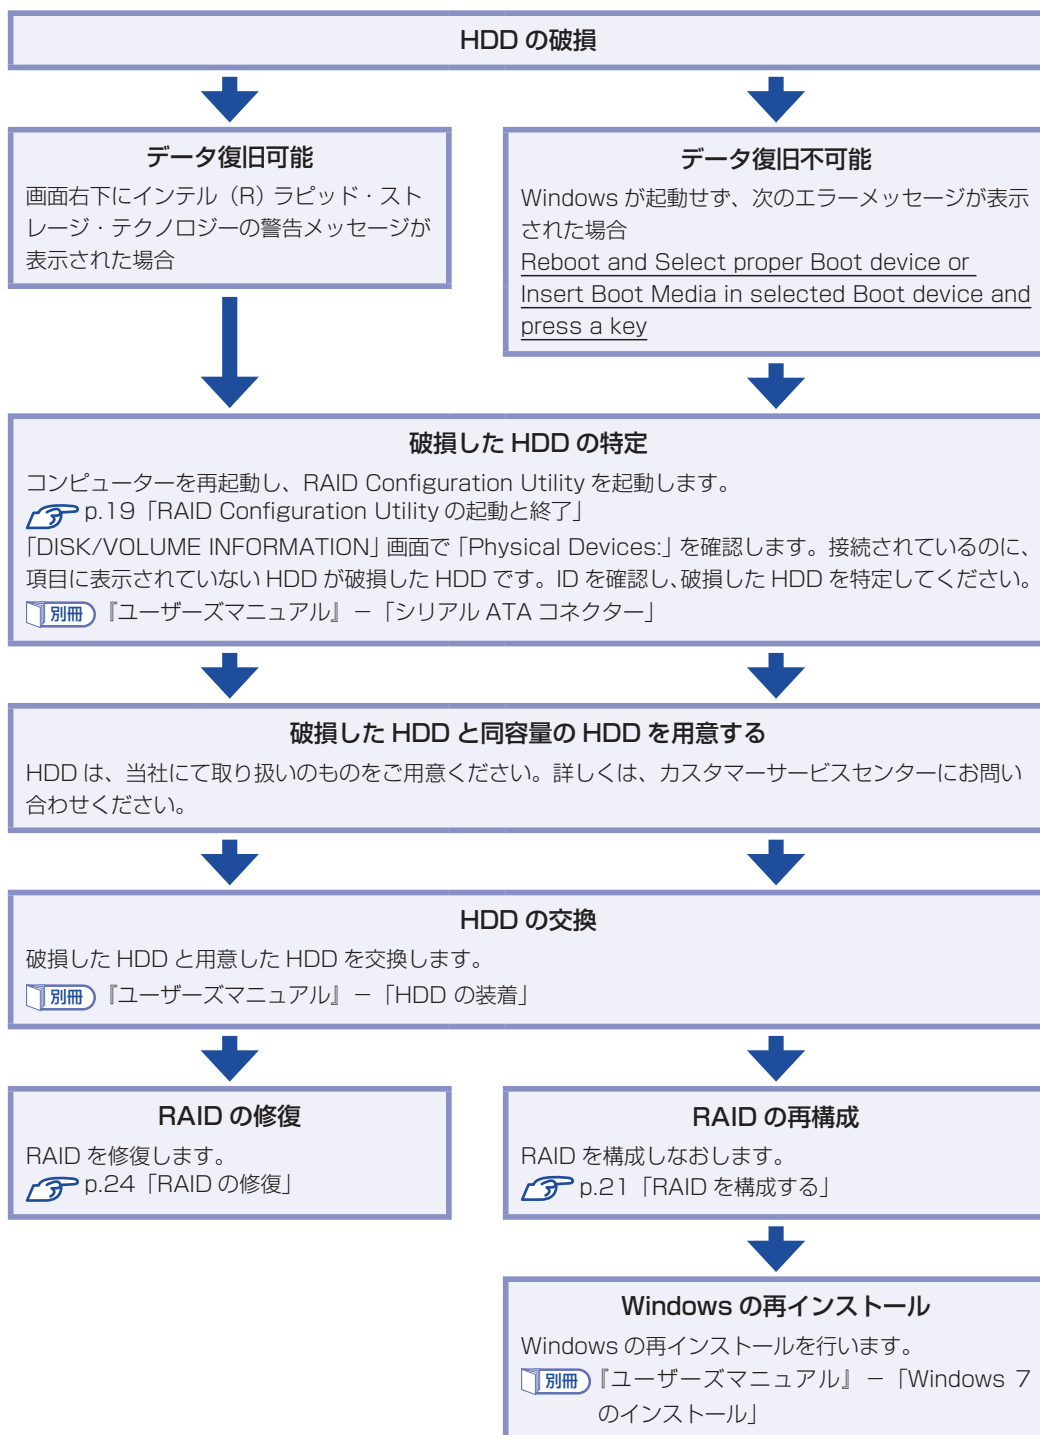 HDD の破損
データ復旧可能
画面右下にインテル（R）ラピッド・スト
レージ・テクノロジーの警告メッセージが
表示された場合
データ復旧不可能
Windows が起動せず、次のエラーメッセージが表示
された場合
Reboot and Select proper Boot device or
Insert Boot Media in selected Boot device and
press a key
破損した HDD の特定
コンピューターを再起動し、RAID Configuration Utility を起動します。
p.19「RAID Configuration Utility の起動と終了」
「DISK/VOLUME INFORMATION」画面で「Physical Devices:」を確認します。接続されているのに、
項目に表示されていない HDD が破損した HDD です。ID を確認し、破損した HDD を特定してください。
別冊 『ユーザーズマニュアル』－「シリアル ATA コネクター」
破損した HDD と同容量の HDD を用意する
HDD は、当社にて取り扱いのものをご用意ください。詳しくは、カスタマーサービスセンターにお問い
合わせください。
HDD の交換
破損した HDD と用意した HDD を交換します。
別冊 『ユーザーズマニュアル』－「HDD の装着」
RAID の修復
RAID を修復します。
p.24「RAID の修復」
RAID の再構成
RAID を構成しなおします。
p.21「RAID を構成する」
Windows の再インストール
Windows の再インストールを行います。
別冊 『ユーザーズマニュアル』－「Windows 7
のインストール」